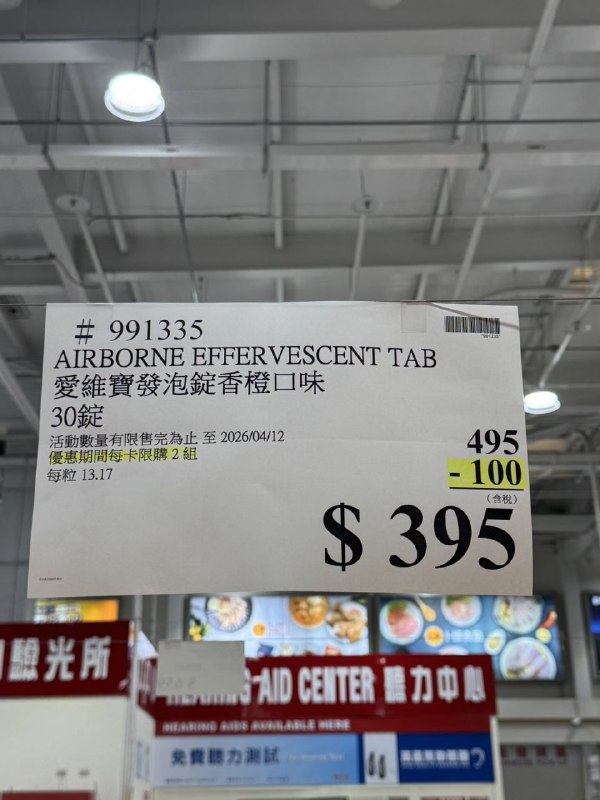 # 991335
AIRBORNE EFFERVESCENT TAB
愛維寶發泡錠香橙口味
30錠
活動數量有限售完為止 至 2026/04/12
優惠期間每卡限購 2 組
每粒 13.17
495
- 100
(含稅)
$ 395
驗光所
HEARING AID CENTER 聽力中心
HEARING AIDS AVAILABLE HERE
免費聽力測試